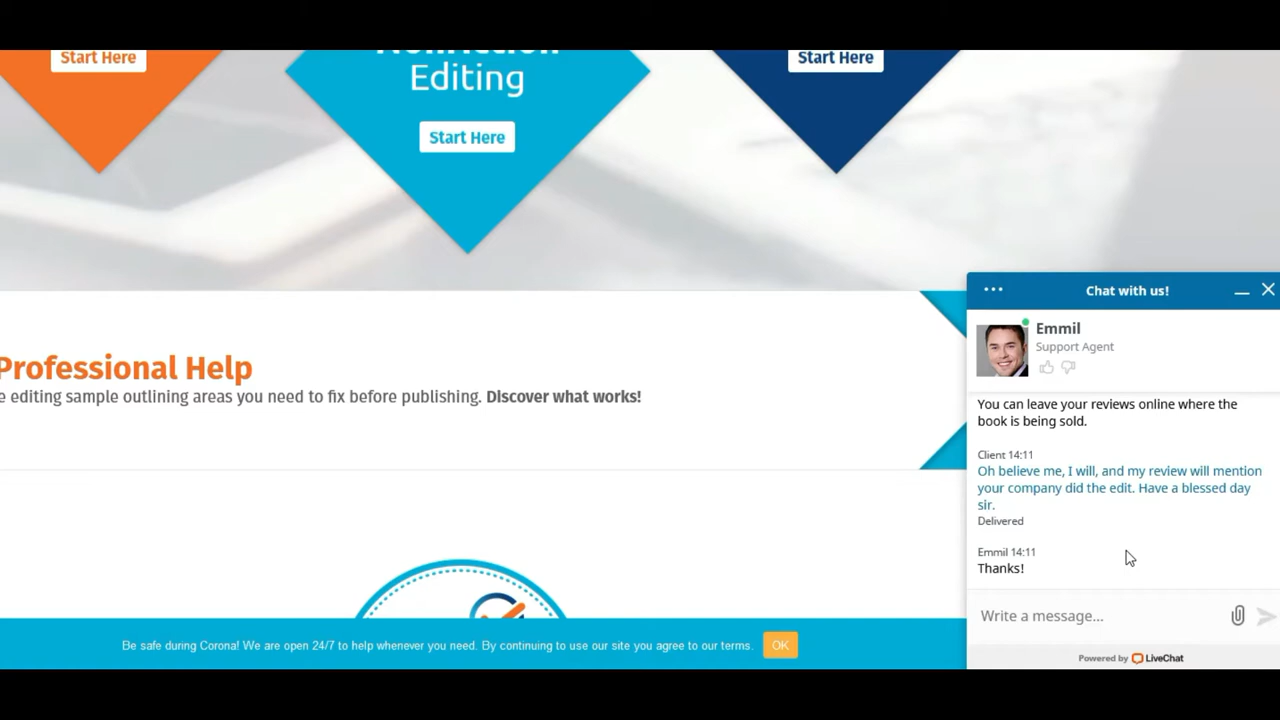 Start Here
Nonfiction
Editing
Start Here
Start Here
Professional Help
e editing sample outlining areas you need to fix before publishing. Discover what works!
Chat with us!
Emmil
Support Agent
You can leave your reviews online where the
book is being sold.
Client 14:11
Oh believe me, I will, and my review will mention
your company did the edit. Have a blessed day
sir.
Delivered
Emmil 14:11
Thanks!
Write a message...
Powered by LiveChat
Be safe during Corona! We are open 24/7 to help whenever you need. By continuing to use our site you agree to our terms.
OK